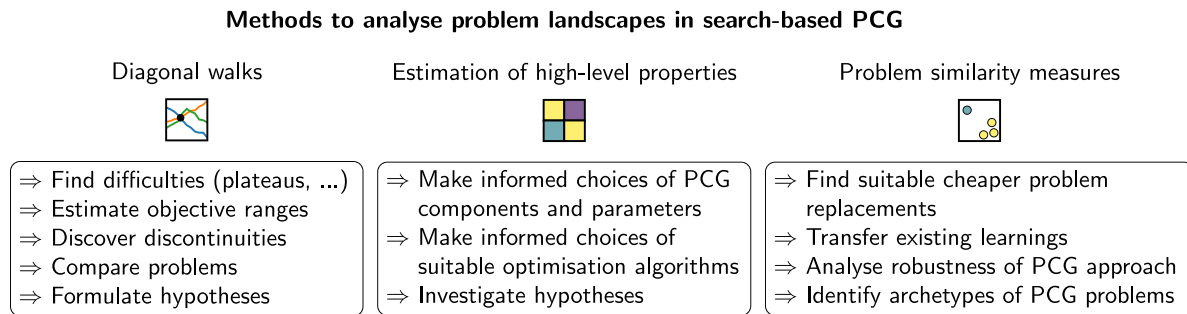 Methods to analyse problem landscapes in search-based PCG
Diagonal walks
⇒ Find difficulties (plateaus, ...)
⇒ Estimate objective ranges
⇒ Discover discontinuities
⇒ Compare problems
⇒ Formulate hypotheses
Estimation of high-level properties
⇒ Make informed choices of PCG
components and parameters
⇒ Make informed choices of
suitable optimisation algorithms
⇒ Investigate hypotheses
Problem similarity measures
⇒ Find suitable cheaper problem
replacements
⇒ Transfer existing learnings
⇒ Analyse robustness of PCG approach
⇒ Identify archetypes of PCG problems